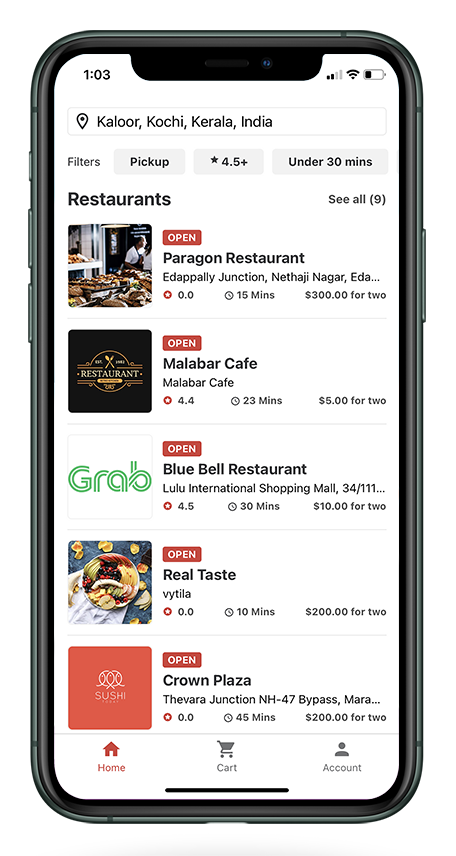 1:03
Kaloor, Kochi, Kerala, India
Filters Pickup ★ 4.5+ Under 30 mins
Restaurants See all (9)
OPEN
Paragon Restaurant
Edappally Junction, Nethaji Nagar, Eda...
0.0 15 Mins $300.00 for two
EST. 1982
RESTAURANT
OPEN
Malabar Cafe
Malabar Cafe
4.4 23 Mins $5.00 for two
Grab
OPEN
Blue Bell Restaurant
Lulu International Shopping Mall, 34/111...
4.5 30 Mins $10.00 for two
OPEN
Real Taste
vytila
0.0 10 Mins $200.00 for two
SUSHI
OPEN
Crown Plaza
Thevara Junction NH-47 Bypass, Mara...
0.0 45 Mins $200.00 for two
Home Cart Account